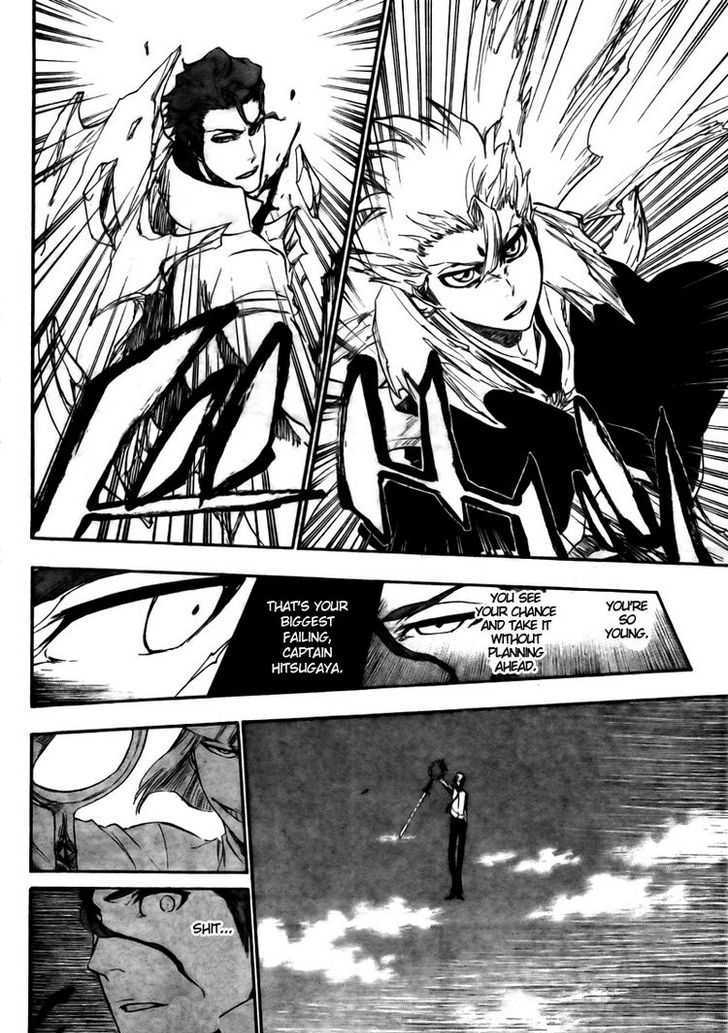 YOU'RE
SO
YOUNG.
YOU SEE
YOUR CHANCE
AND TAKE IT
WITHOUT
PLANNING
AHEAD.
THAT'S YOUR
BIGGEST
FAILING,
CAPTAIN
HITSUGAYA.
SHIT...